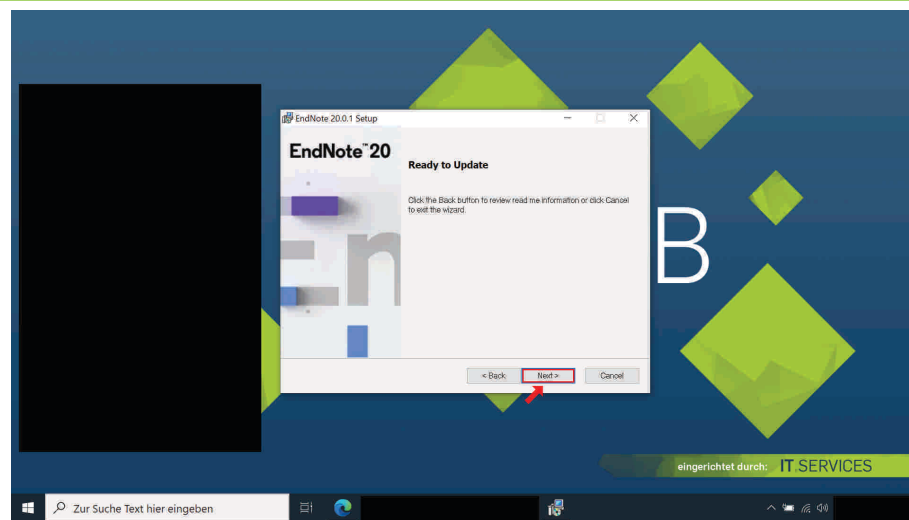 EndNote 20.0.1 Setup
EndNote™20
Ready to Update
Click the Back button to review read me information or click Cancel
to exit the wizard.
En
B
< Back
Next >
Cancel
eingerichtet durch: IT.SERVICES
Zur Suche Text hier eingeben